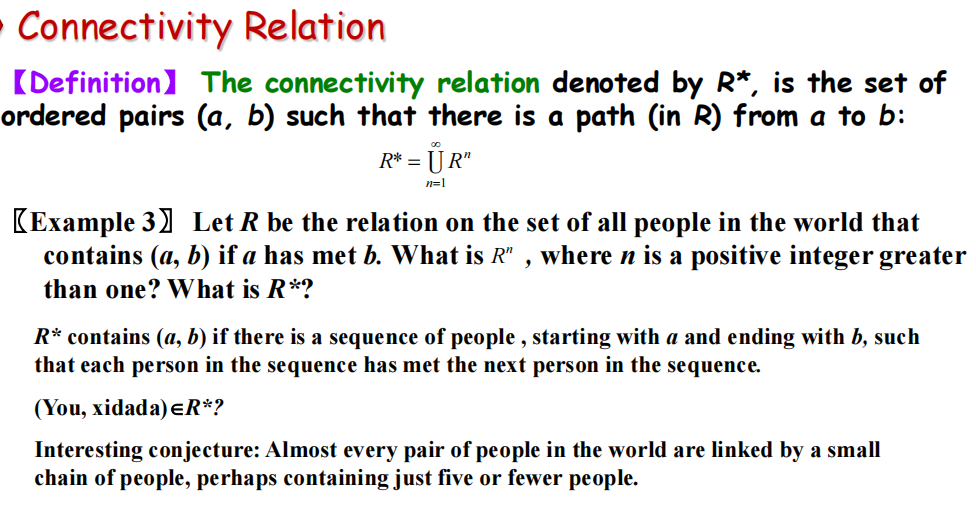 Connectivity Relation
【Definition】 The connectivity relation denoted by R*, is the set of
ordered pairs (a, b) such that there is a path (in R) from a to b:
R* = ⋃_{n=1}^{∞} Rⁿ
〖Example 3〗 Let R be the relation on the set of all people in the world that
contains (a, b) if a has met b. What is Rⁿ , where n is a positive integer greater
than one? What is R*?
R* contains (a, b) if there is a sequence of people , starting with a and ending with b, such
that each person in the sequence has met the next person in the sequence.
(You, xidada)∈R*?
Interesting conjecture: Almost every pair of people in the world are linked by a small
chain of people, perhaps containing just five or fewer people.